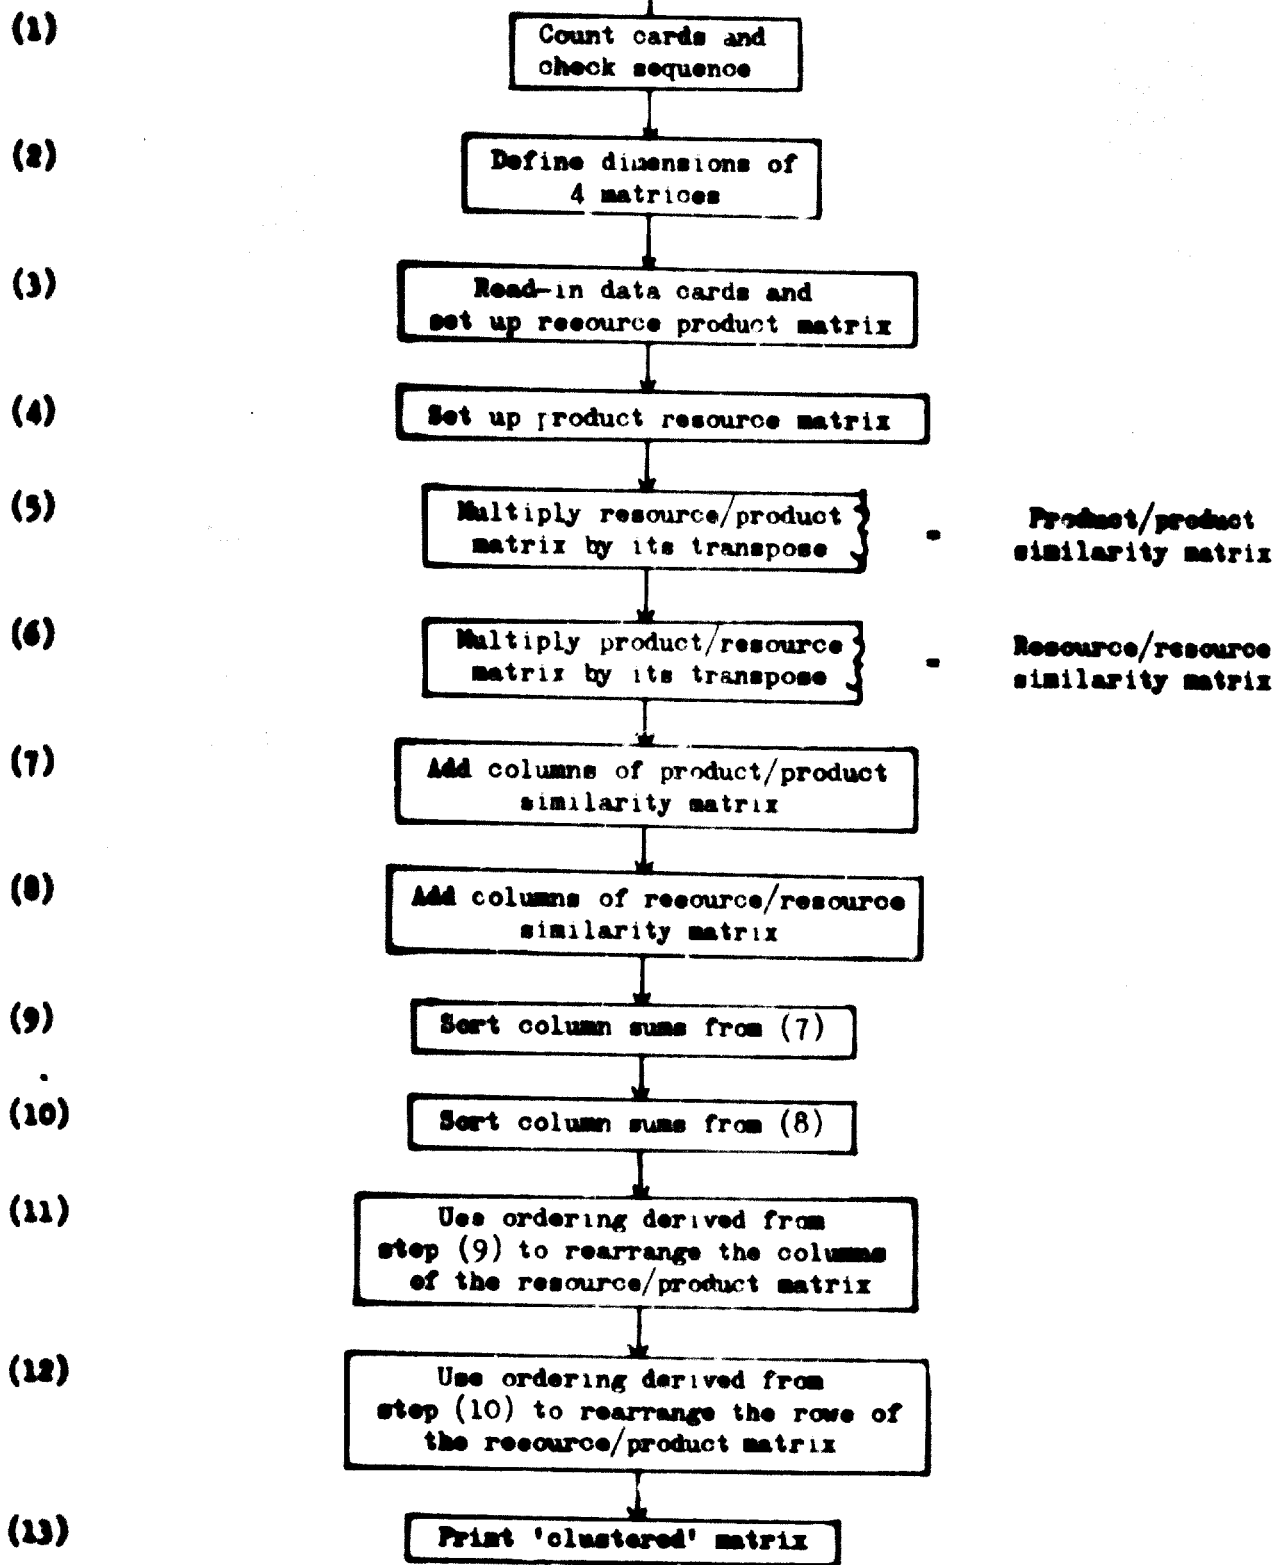 (1)
Count cards and
check sequence
(2)
Define dimensions of
4 matrices
(3)
Read-in data cards and
set up resource product matrix
(4)
Set up product resource matrix
(5)
Multiply resource/product
matrix by its transpose
=
Product/product
similarity matrix
(6)
Multiply product/resource
matrix by its transpose
=
Resource/resource
similarity matrix
(7)
Add columns of product/product
similarity matrix
(8)
Add columns of resource/resource
similarity matrix
(9)
Sort column sums from (7)
(10)
Sort column sums from (8)
(11)
Use ordering derived from
step (9) to rearrange the columns
of the resource/product matrix
(12)
Use ordering derived from
step (10) to rearrange the rows of
the resource/product matrix
(13)
Print 'clustered' matrix